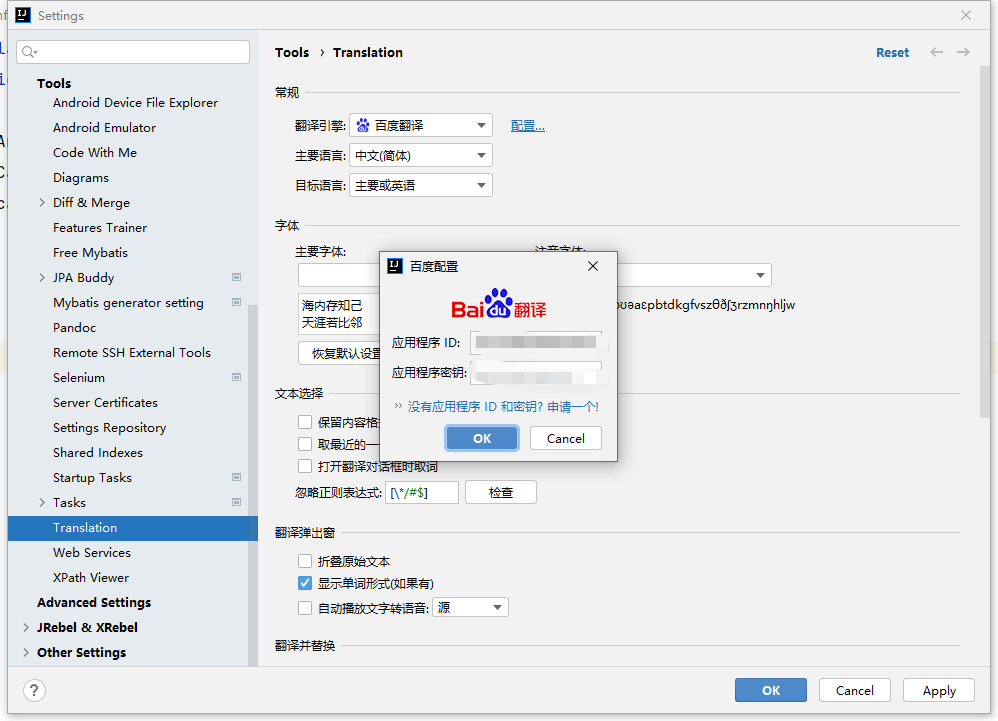 Settings
Tools
Android Device File Explorer
Android Emulator
Code With Me
Diagrams
Diff & Merge
Features Trainer
Free Mybatis
JPA Buddy
Mybatis generator setting
Pandoc
Remote SSH External Tools
Selenium
Server Certificates
Settings Repository
Shared Indexes
Startup Tasks
Tasks
Translation
Web Services
XPath Viewer
Advanced Settings
JRebel & XRebel
Other Settings
Tools › Translation
Reset
常规
翻译引擎: 百度翻译 配置...
主要语言: 中文(简体)
目标语言: 主要或英语
字体
主要字体:
海内存知己
天涯若比邻
ʊəaɛpbtdkgfvszθðʃʒrzmnŋhljw
恢复默认设置
文本选择
保留内容格
取最近的一
打开翻译对话框时取词
忽略正则表达式: [\*/#$] 检查
翻译弹出窗
折叠原始文本
显示单词形式(如果有)
自动播放文字转语音: 源
翻译并替换
百度配置
Bai du 翻译
应用程序 ID:
应用程序密钥:
没有应用程序 ID 和密钥? 申请一个!
OK Cancel
? OK Cancel Apply